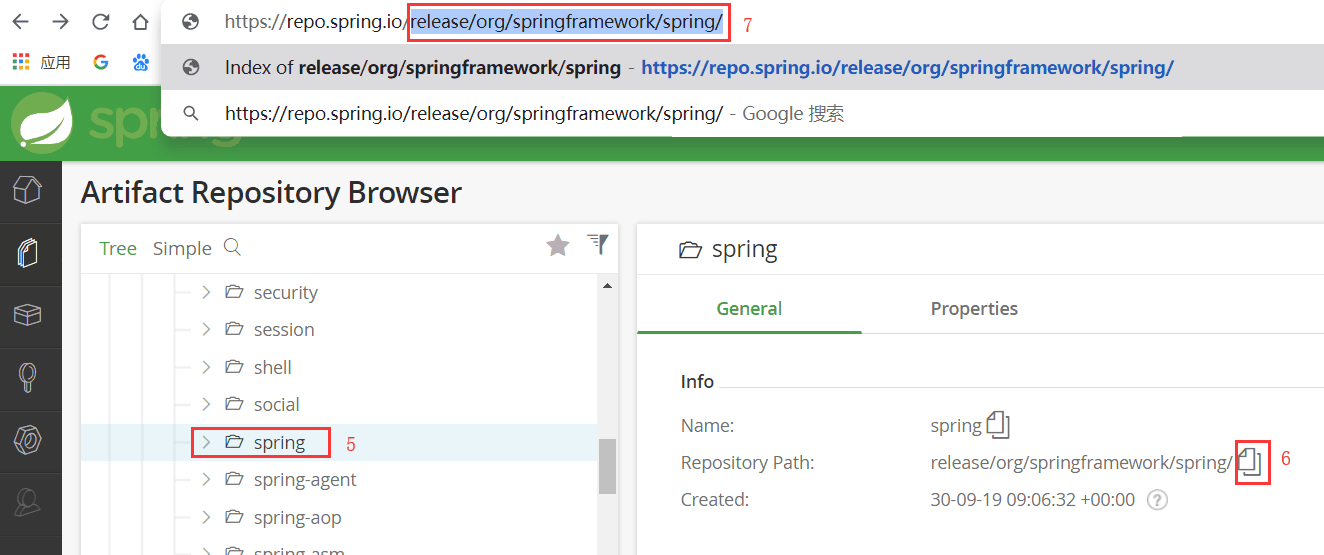 https://repo.spring.io/release/org/springframework/spring/ 7
应用
Index of release/org/springframework/spring - https://repo.spring.io/release/org/springframework/spring/
https://repo.spring.io/release/org/springframework/spring/ - Google 搜索
spring
Artifact Repository Browser
Tree Simple
security
session
shell
social
spring 5
spring-agent
spring-aop
spring-asm
spring
General Properties
Info
Name: spring
Repository Path: release/org/springframework/spring/ 6
Created: 30-09-19 09:06:32 +00:00 ?